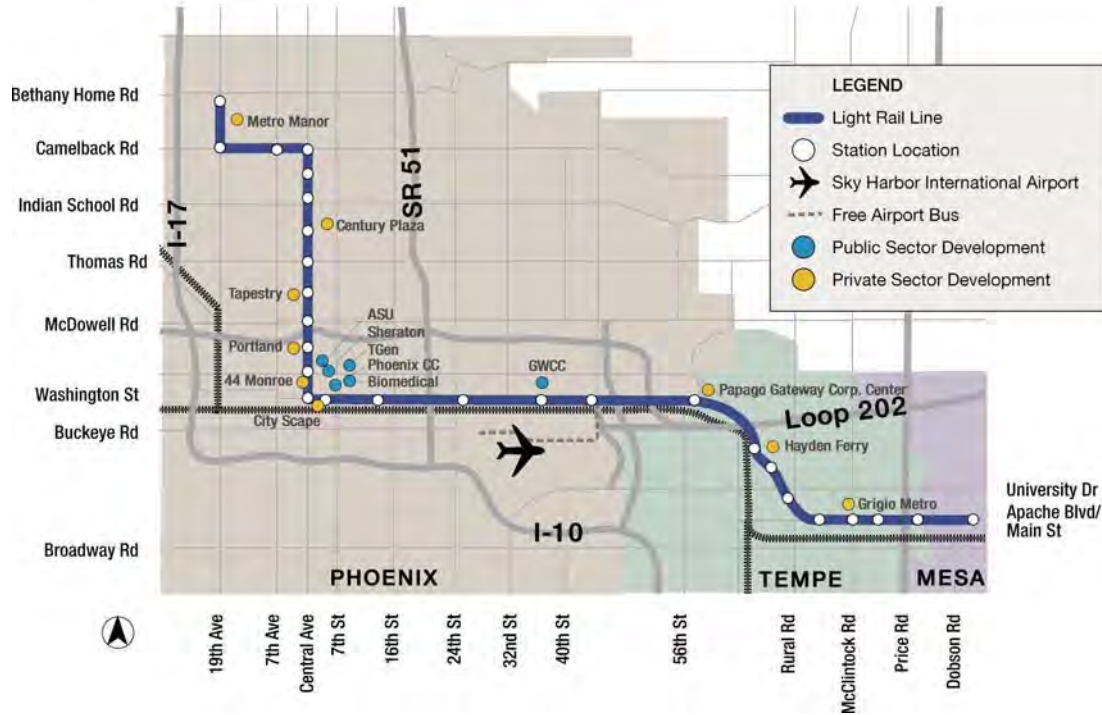 Bethany Home Rd
Camelback Rd
Indian School Rd
Thomas Rd
McDowell Rd
Washington St
Buckeye Rd
Broadway Rd
I-17
SR 51
Metro Manor
Century Plaza
Tapestry
Portland
44 Monroe
City Scape
ASU
Sheraton
TGen
Phoenix CC
Biomedical
GWCC
Papago Gateway Corp. Center
Loop 202
Hayden Ferry
Grigio Metro
I-10
University Dr
Apache Blvd/
Main St
PHOENIX
TEMPE
MESA
LEGEND
Light Rail Line
Station Location
Sky Harbor International Airport
Free Airport Bus
Public Sector Development
Private Sector Development
19th Ave
7th Ave
Central Ave
7th St
16th St
24th St
32nd St
40th St
56th St
Rural Rd
McClintock Rd
Price Rd
Dobson Rd